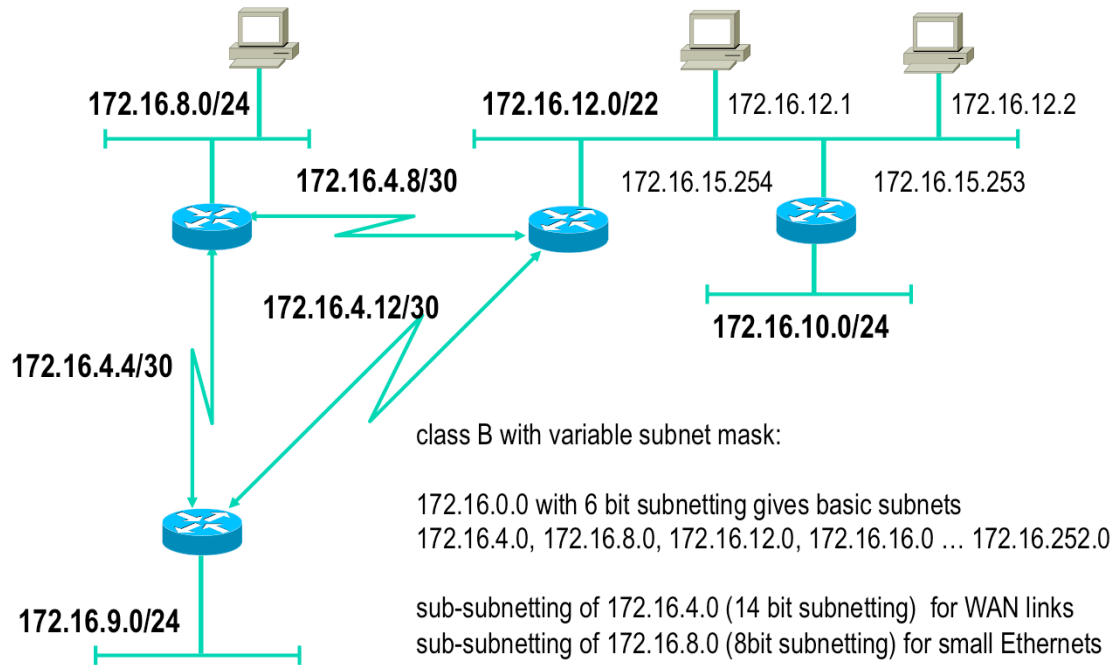 172.16.8.0/24
172.16.12.0/22
172.16.12.1
172.16.12.2
172.16.4.8/30
172.16.15.254
172.16.15.253
172.16.4.12/30
172.16.10.0/24
172.16.4.4/30
class B with variable subnet mask:
172.16.0.0 with 6 bit subnetting gives basic subnets
172.16.4.0, 172.16.8.0, 172.16.12.0, 172.16.16.0 … 172.16.252.0
172.16.9.0/24
sub-subnetting of 172.16.4.0 (14 bit subnetting) for WAN links
sub-subnetting of 172.16.8.0 (8bit subnetting) for small Ethernets